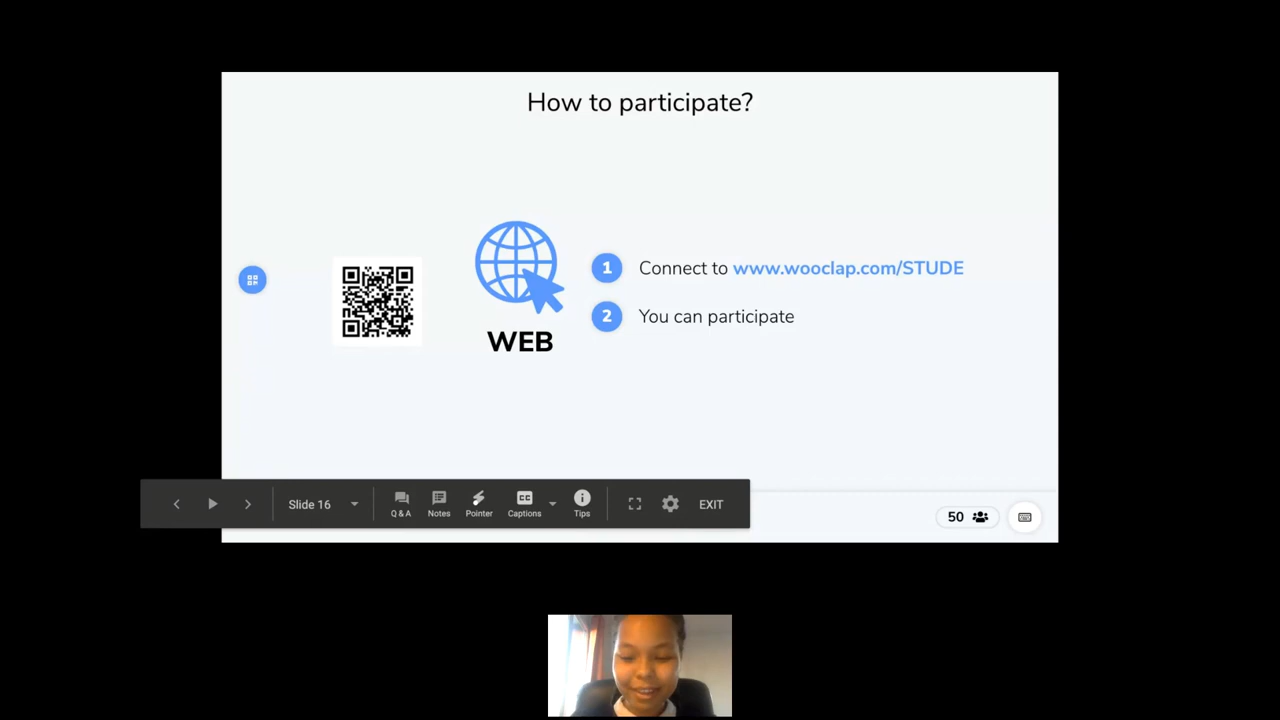 How to participate?
1 Connect to www.wooclap.com/STUDE
2 You can participate
WEB
Slide 16
Q & A
Notes
Pointer
CC
Captions
Tips
EXIT
50